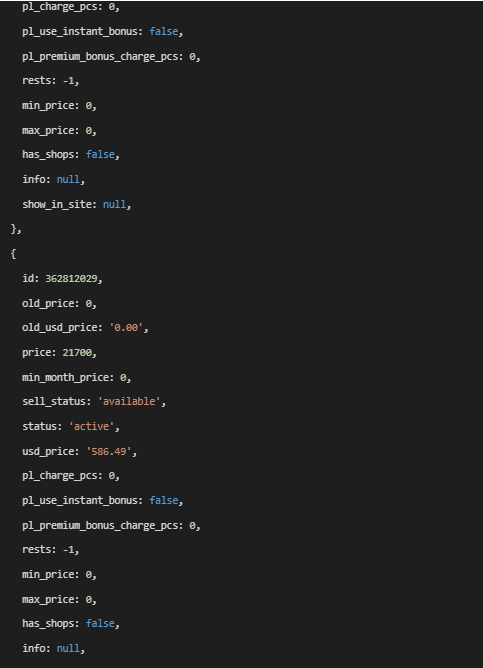 pl_charge_pcs: 0,
pl_use_instant_bonus: false,
pl_premium_bonus_charge_pcs: 0,
rests: -1,
min_price: 0,
max_price: 0,
has_shops: false,
info: null,
show_in_site: null,
},
{
id: 362812029,
old_price: 0,
old_usd_price: '0.00',
price: 21700,
min_month_price: 0,
sell_status: 'available',
status: 'active',
usd_price: '586.49',
pl_charge_pcs: 0,
pl_use_instant_bonus: false,
pl_premium_bonus_charge_pcs: 0,
rests: -1,
min_price: 0,
max_price: 0,
has_shops: false,
info: null,